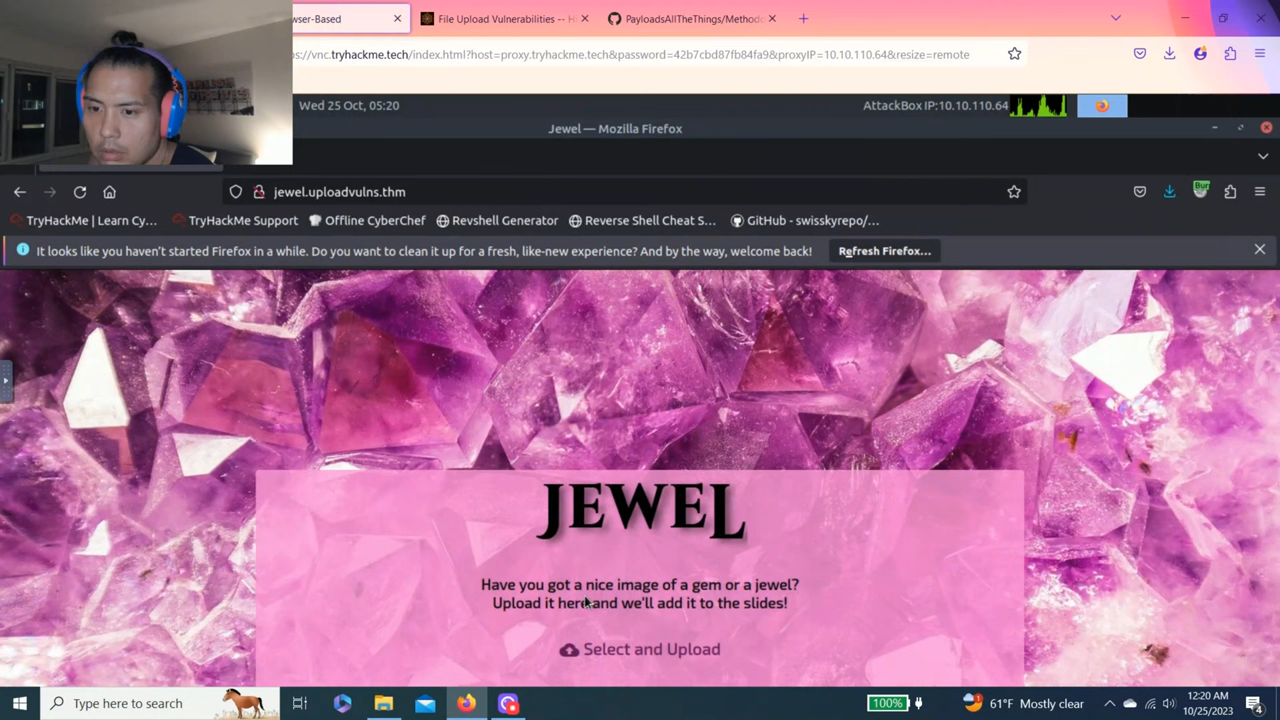 wser-Based
File Upload Vulnerabilities -- H
PayloadsAllTheThings/Methodo
ps://vnc.tryhackme.tech/index.html?host=proxy.tryhackme.tech&password=42b7cbd87fb84fa9&proxyIP=10.10.110.64&resize=remote
Wed 25 Oct, 05:20
AttackBox IP:10.10.110.64
Jewel — Mozilla Firefox
jewel.uploadvulns.thm
Bur
TryHackMe | Learn Cy…
TryHackMe Support
Offline CyberChef
Revshell Generator
Reverse Shell Cheat S…
GitHub - swisskyrepo/…
It looks like you haven't started Firefox in a while. Do you want to clean it up for a fresh, like-new experience? And by the way, welcome back!
Refresh Firefox…
JEWEL
Have you got a nice image of a gem or a jewel?
Upload it here and we'll add it to the slides!
Select and Upload
Type here to search
100%
61°F Mostly clear
12:20 AM
10/25/2023
4